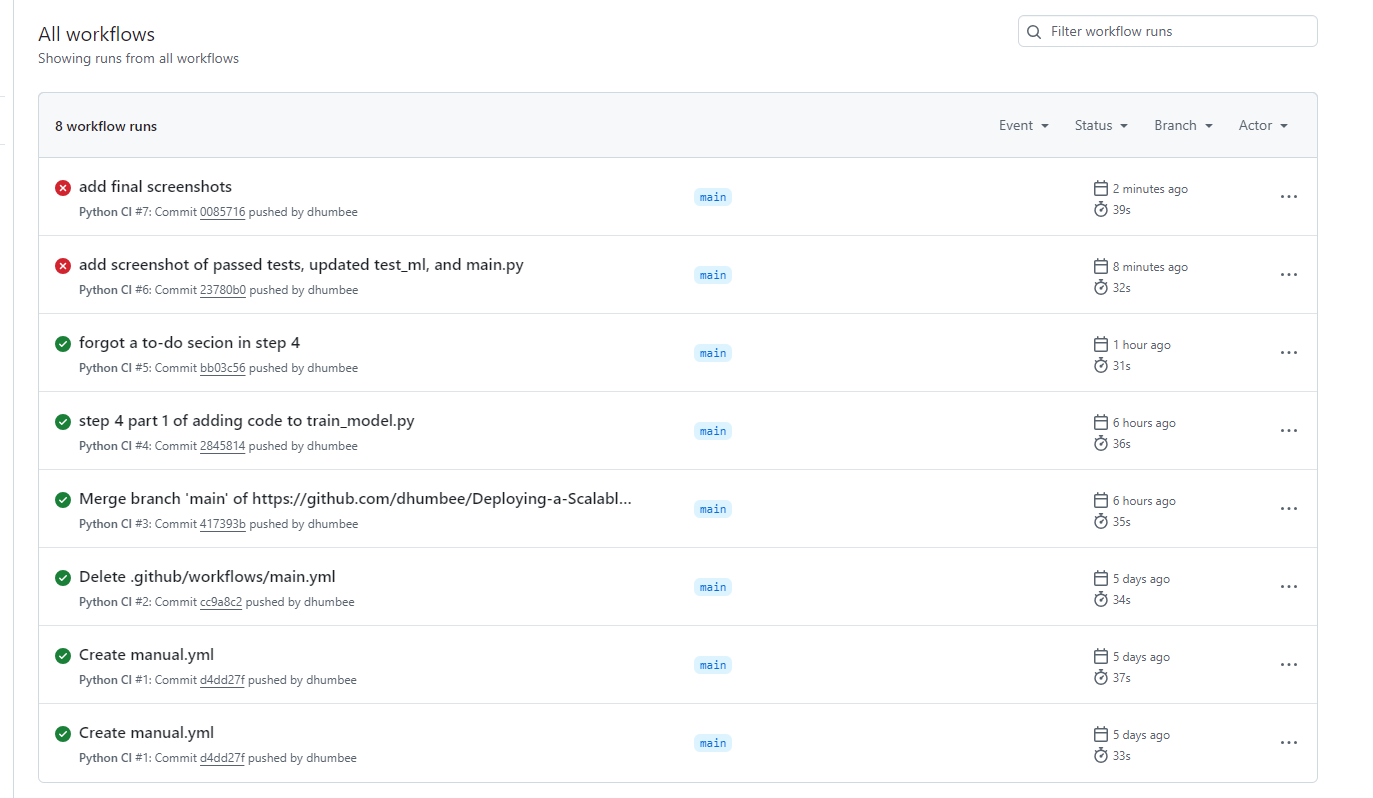 All workflows
Showing runs from all workflows
Filter workflow runs
8 workflow runs
Event
Status
Branch
Actor
add final screenshots
Python CI #7: Commit 0085716 pushed by dhumbee
main
2 minutes ago
39s
add screenshot of passed tests, updated test_ml, and main.py
Python CI #6: Commit 23780b0 pushed by dhumbee
main
8 minutes ago
32s
forgot a to-do secion in step 4
Python CI #5: Commit bb03c56 pushed by dhumbee
main
1 hour ago
31s
step 4 part 1 of adding code to train_model.py
Python CI #4: Commit 2845814 pushed by dhumbee
main
6 hours ago
36s
Merge branch 'main' of https://github.com/dhumbee/Deploying-a-Scalabl...
Python CI #3: Commit 417393b pushed by dhumbee
main
6 hours ago
35s
Delete .github/workflows/main.yml
Python CI #2: Commit cc9a8c2 pushed by dhumbee
main
5 days ago
34s
Create manual.yml
Python CI #1: Commit d4dd27f pushed by dhumbee
main
5 days ago
37s
Create manual.yml
Python CI #1: Commit d4dd27f pushed by dhumbee
main
5 days ago
33s